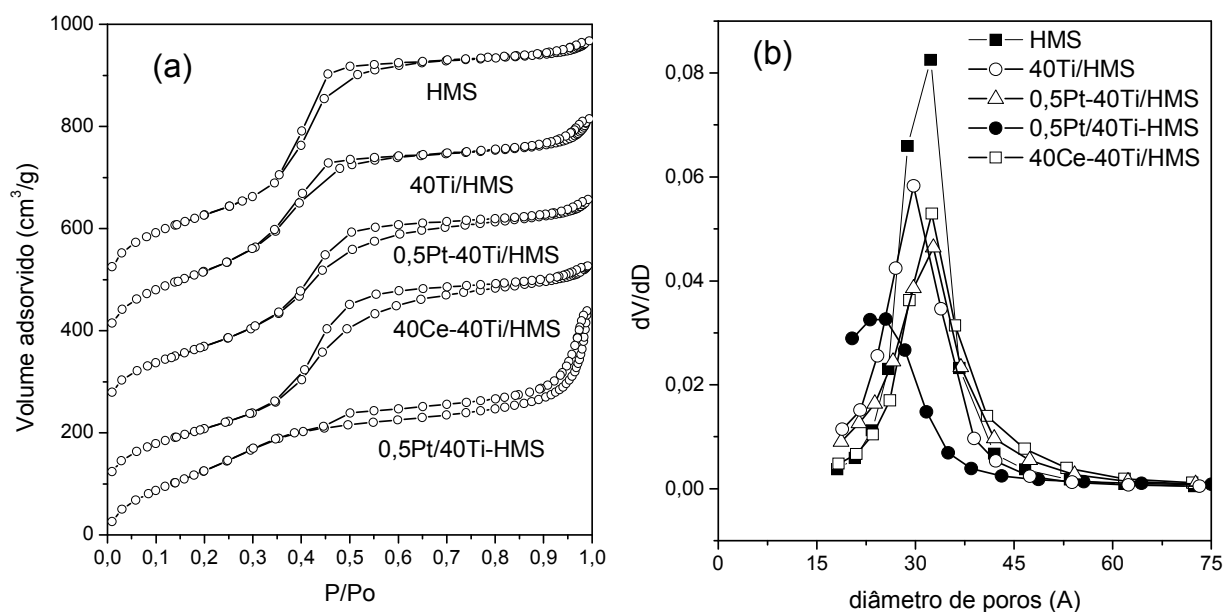 (a)
HMS
40Ti/HMS
0,5Pt-40Ti/HMS
40Ce-40Ti/HMS
0,5Pt/40Ti-HMS
1000
800
600
400
200
0
Volume adsorvido (cm³/g)
0,0 0,1 0,2 0,3 0,4 0,5 0,6 0,7 0,8 0,9 1,0
P/Po
(b)
HMS
40Ti/HMS
0,5Pt-40Ti/HMS
0,5Pt/40Ti-HMS
40Ce-40Ti/HMS
0,08
0,06
0,04
0,02
0,00
dV/dD
0 15 30 45 60 75
diâmetro de poros (A)